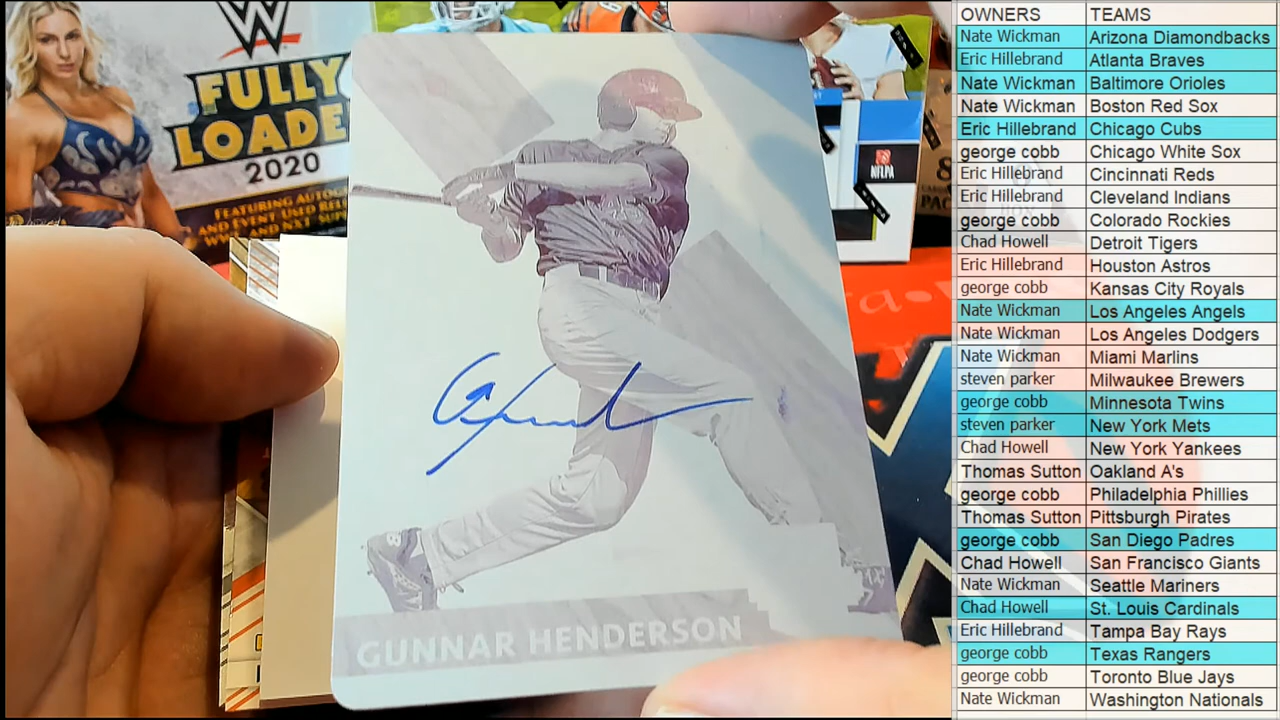 W
FULLY
LOADE
2020
FEATURING AUTOG
AND EVENT USED REL
NFLPA
GUNNAR HENDERSON
OWNERS TEAMS
Nate Wickman Arizona Diamondbacks
Eric Hillebrand Atlanta Braves
Nate Wickman Baltimore Orioles
Nate Wickman Boston Red Sox
Eric Hillebrand Chicago Cubs
george cobb Chicago White Sox
Eric Hillebrand Cincinnati Reds
Eric Hillebrand Cleveland Indians
george cobb Colorado Rockies
Chad Howell Detroit Tigers
Eric Hillebrand Houston Astros
george cobb Kansas City Royals
Nate Wickman Los Angeles Angels
Nate Wickman Los Angeles Dodgers
Nate Wickman Miami Marlins
steven parker Milwaukee Brewers
george cobb Minnesota Twins
steven parker New York Mets
Chad Howell New York Yankees
Thomas Sutton Oakland A's
george cobb Philadelphia Phillies
Thomas Sutton Pittsburgh Pirates
george cobb San Diego Padres
Chad Howell San Francisco Giants
Nate Wickman Seattle Mariners
Chad Howell St. Louis Cardinals
Eric Hillebrand Tampa Bay Rays
george cobb Texas Rangers
george cobb Toronto Blue Jays
Nate Wickman Washington Nationals